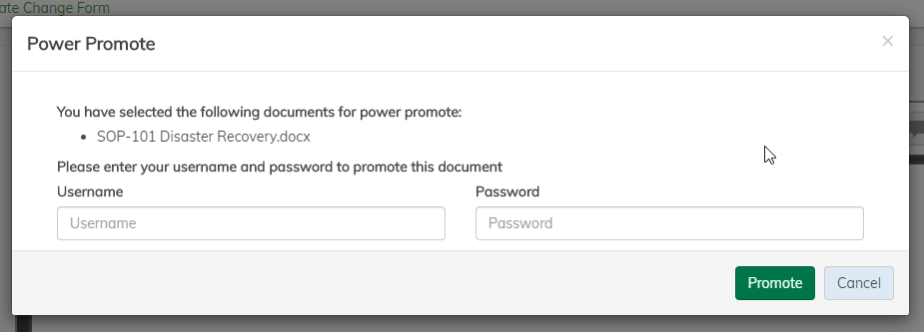 ate Change Form
Power Promote
×
You have selected the following documents for power promote:
• SOP-101 Disaster Recovery.docx
Please enter your username and password to promote this document
Username Password
Username Password
Promote Cancel